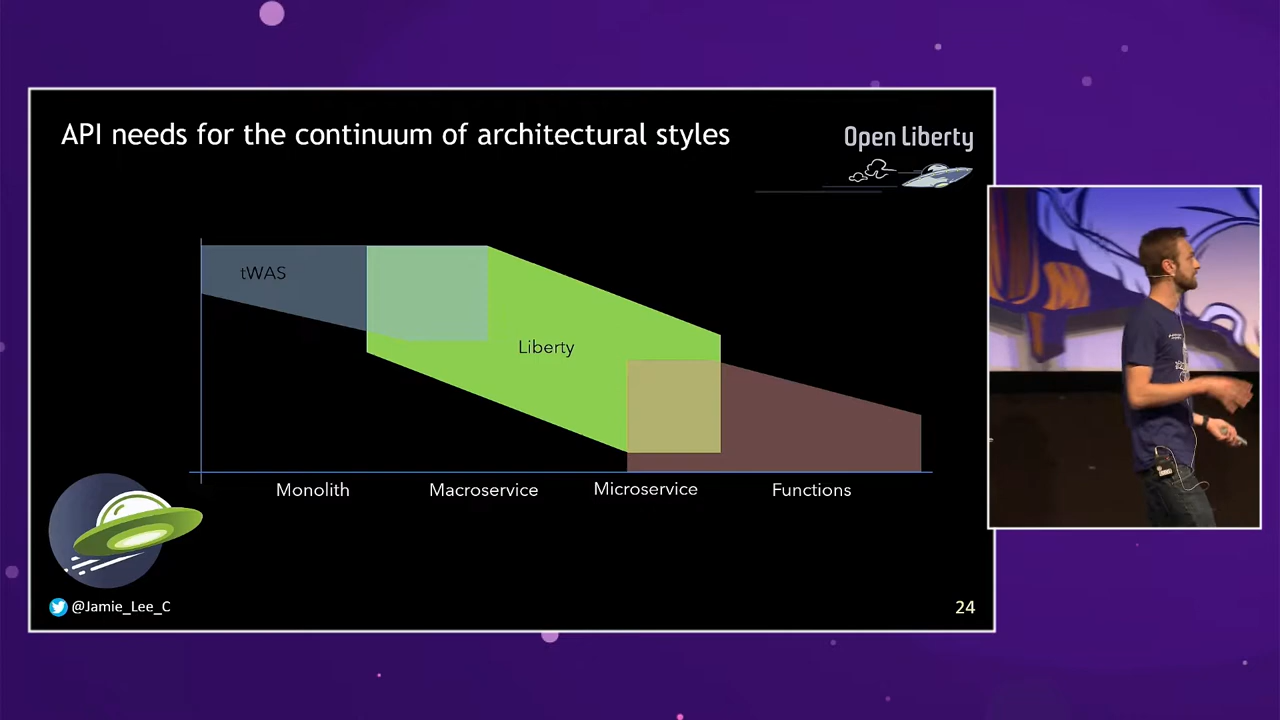 API needs for the continuum of architectural styles
Open Liberty
tWAS
Liberty
Monolith
Macroservice
Microservice
Functions
@Jamie_Lee_C
24